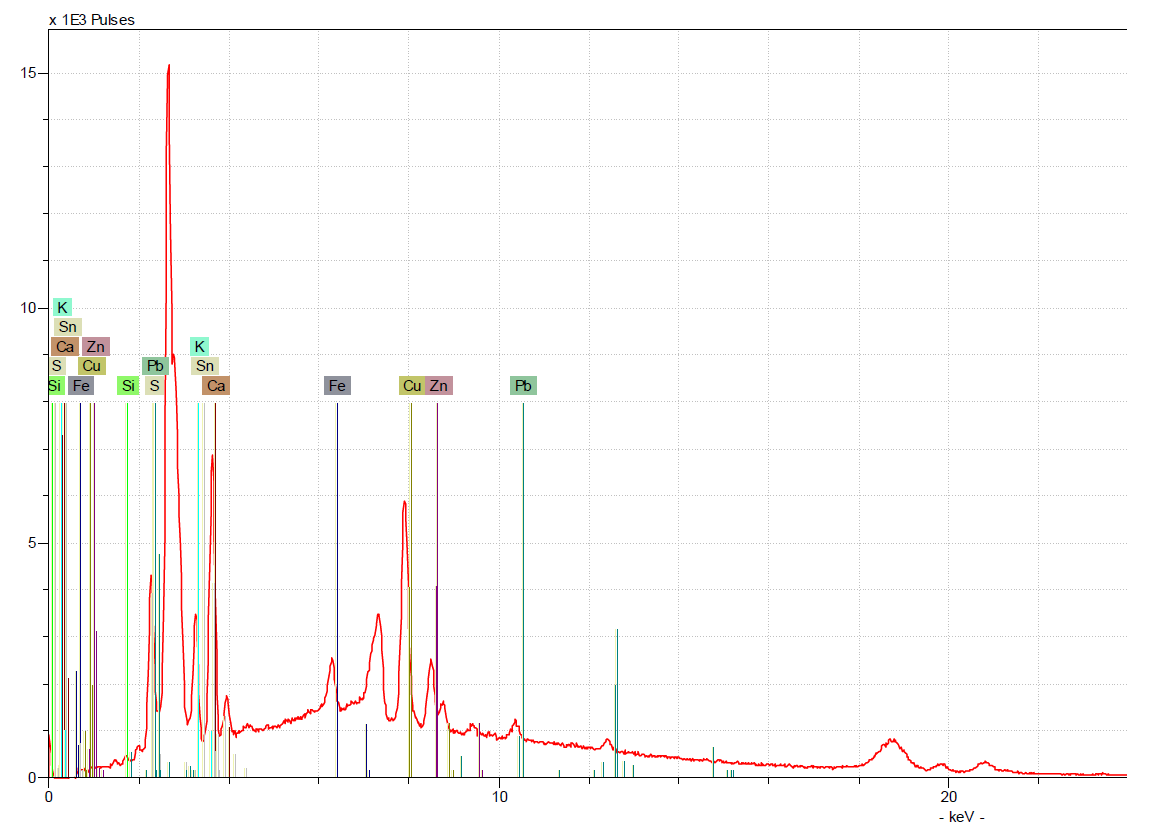 x 1E3 Pulses
15
10
K
Sn
Ca Zn K
S Cu Pb Sn
Si Fe Si S Ca Fe Cu Zn Pb
5
0
0 10 20
- keV -